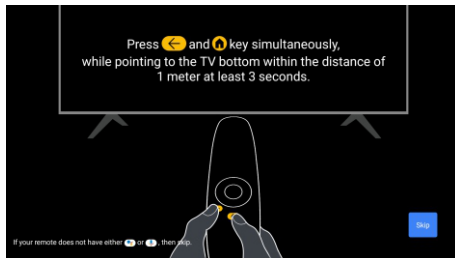 Press and key simultaneously,
while pointing to the TV bottom within the distance of
1 meter at least 3 seconds.
Skip
If your remote does not have either or , then skip.